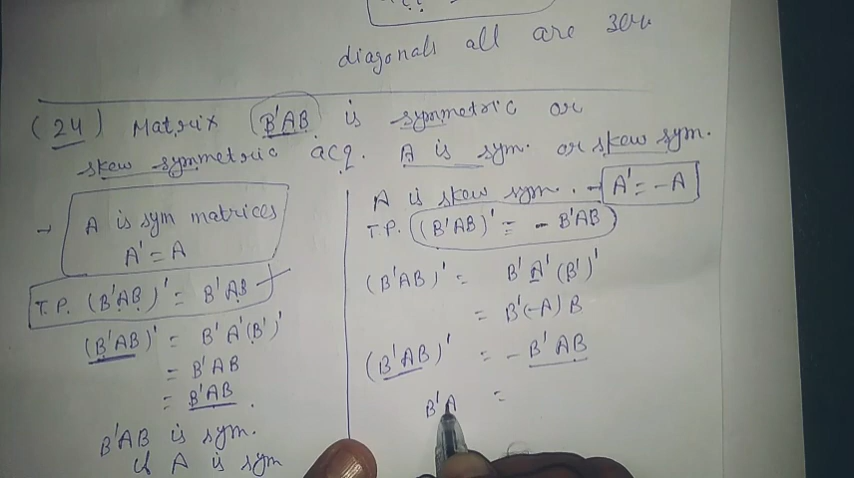 diagonals all are zero
(24) Matrix B'AB is symmetric or
skew symmetric acq. A is sym. or skew sym.
→ A is sym matrices
A' = A
T.P. (B'AB)' = B'AB
(B'AB)' = B'A'(B')'
= B'AB
= B'AB.
B'AB is sym.
if A is sym
A is skew sym. → A' = -A
T.P. (B'AB)' = - B'AB
(B'AB)' = B'A'(B')'
= B'(-A)B
(B'AB)' = - B'AB
B'A =